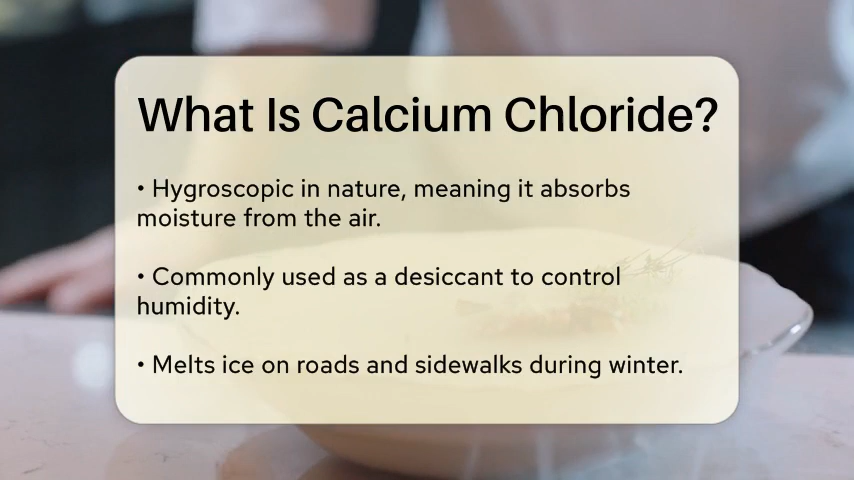 What Is Calcium Chloride?
• Hygroscopic in nature, meaning it absorbs
moisture from the air.
• Commonly used as a desiccant to control
humidity.
• Melts ice on roads and sidewalks during winter.